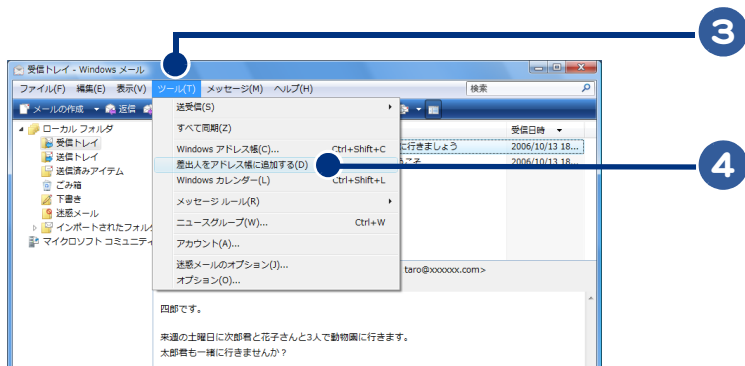 3
受信トレイ - Windows メール
ファイル(F) 編集(E) 表示(V) ツール(T) メッセージ(M) ヘルプ(H) 検索
メールの作成 返信
ローカル フォルダ
受信トレイ
送信トレイ
送信済みアイテム
ごみ箱
下書き
迷惑メール
インポートされたフォル
マイクロソフト コミュニティ
送受信(S)
すべて同期(Z)
Windows アドレス帳(C)... Ctrl+Shift+C
差出人をアドレス帳に追加する(D)
Windows カレンダー(L) Ctrl+Shift+L
メッセージ ルール(R)
ニュースグループ(W)... Ctrl+W
アカウント(A)...
迷惑メールのオプション(J)...
オプション(O)...
受信日時
に行きましょう 2006/10/13 18...
こそ 2006/10/13 18...
4
taro@xxxxxx.com>
四郎です。
来週の土曜日に次郎君と花子さんと3人で動物園に行きます。
太郎君も一緒に行きませんか？